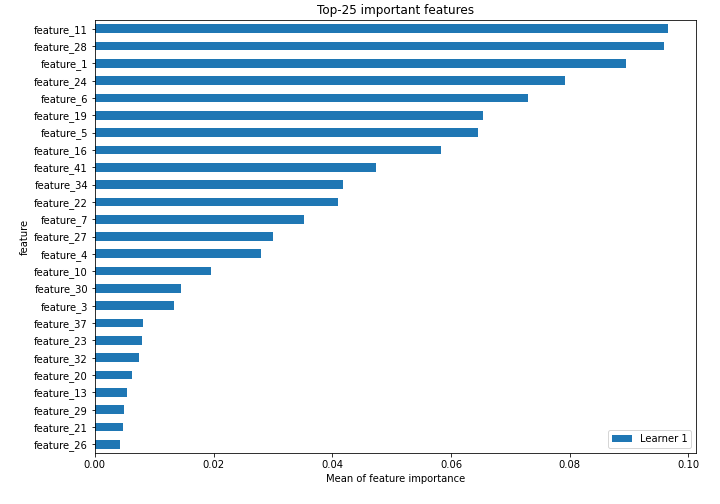 Top-25 important features
feature_11
feature_28
feature_1
feature_24
feature_6
feature_19
feature_5
feature_16
feature_41
feature_34
feature_22
feature_7
feature_27
feature_4
feature_10
feature_30
feature_3
feature_37
feature_23
feature_32
feature_20
feature_13
feature_29
feature_21
feature_26
feature
Learner 1
0.00 0.02 0.04 0.06 0.08 0.10
Mean of feature importance